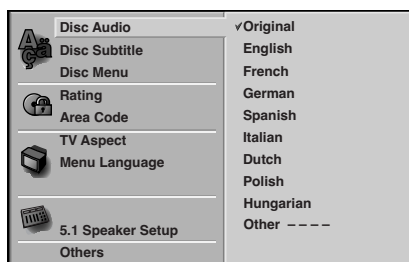 Disc Audio
Disc Subtitle
Disc Menu
Rating
Area Code
TV Aspect
Menu Language
5.1 Speaker Setup
Others
✓Original
English
French
German
Spanish
Italian
Dutch
Polish
Hungarian
Other – – – –